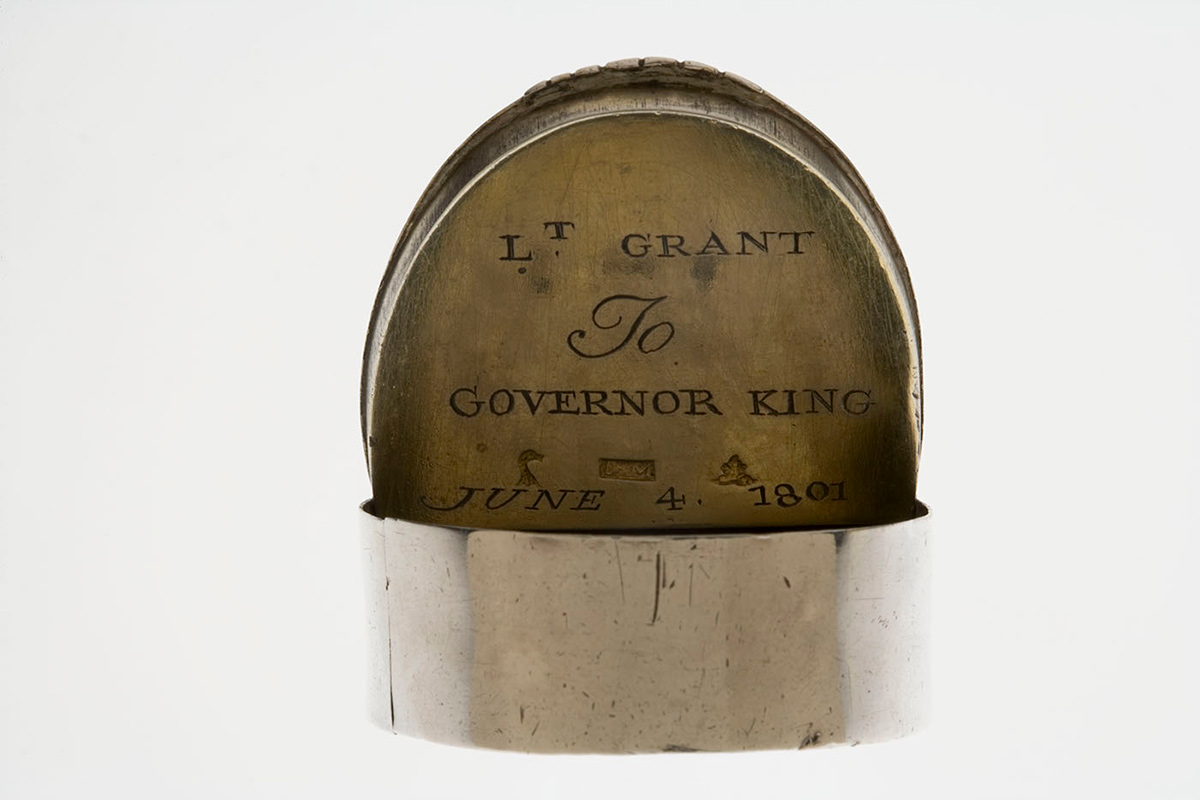 LT GRANT
To
GOVERNOR KING
JUNE 4. 1801